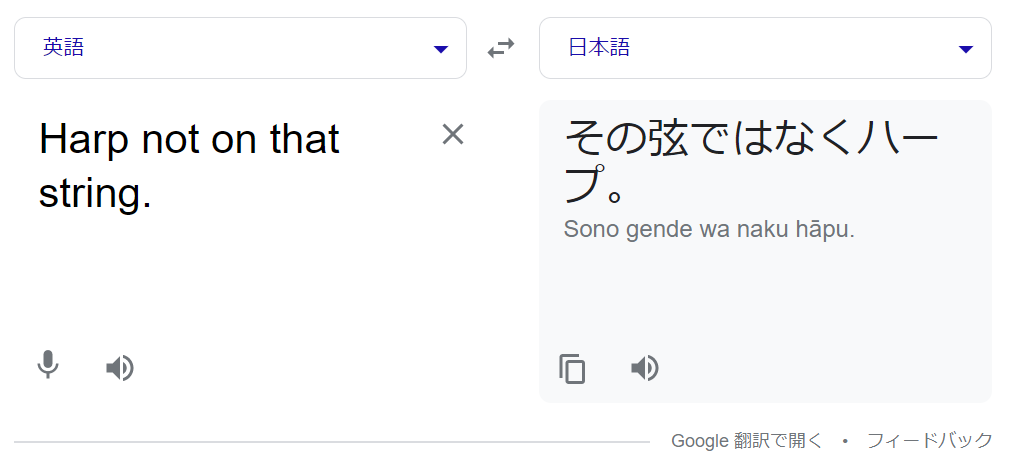 英語
日本語
Harp not on that
string.
その弦ではなくハー
プ。
Sono gende wa naku hāpu.
Google 翻訳で開く • フィードバック